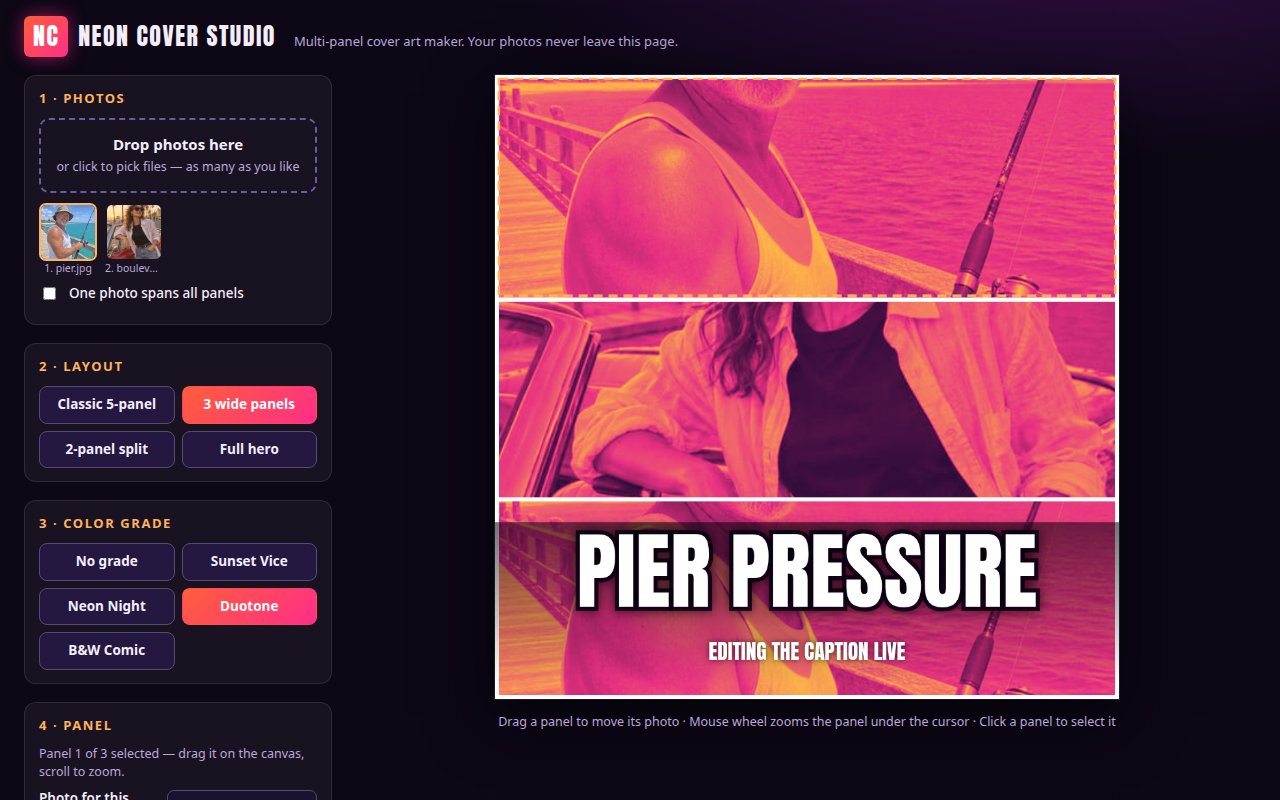 NC NEON COVER STUDIO Multi-panel cover art maker. Your photos never leave this page.
1 · PHOTOS
Drop photos here
or click to pick files — as many as you like
1. pier.jpg 2. boulev...
One photo spans all panels
2 · LAYOUT
Classic 5-panel 3 wide panels
2-panel split Full hero
3 · COLOR GRADE
No grade Sunset Vice
Neon Night Duotone
B&W Comic
4 · PANEL
Panel 1 of 3 selected — drag it on the canvas,
scroll to zoom.
Photo for this
PIER PRESSURE
EDITING THE CAPTION LIVE
Drag a panel to move its photo · Mouse wheel zooms the panel under the cursor · Click a panel to select it